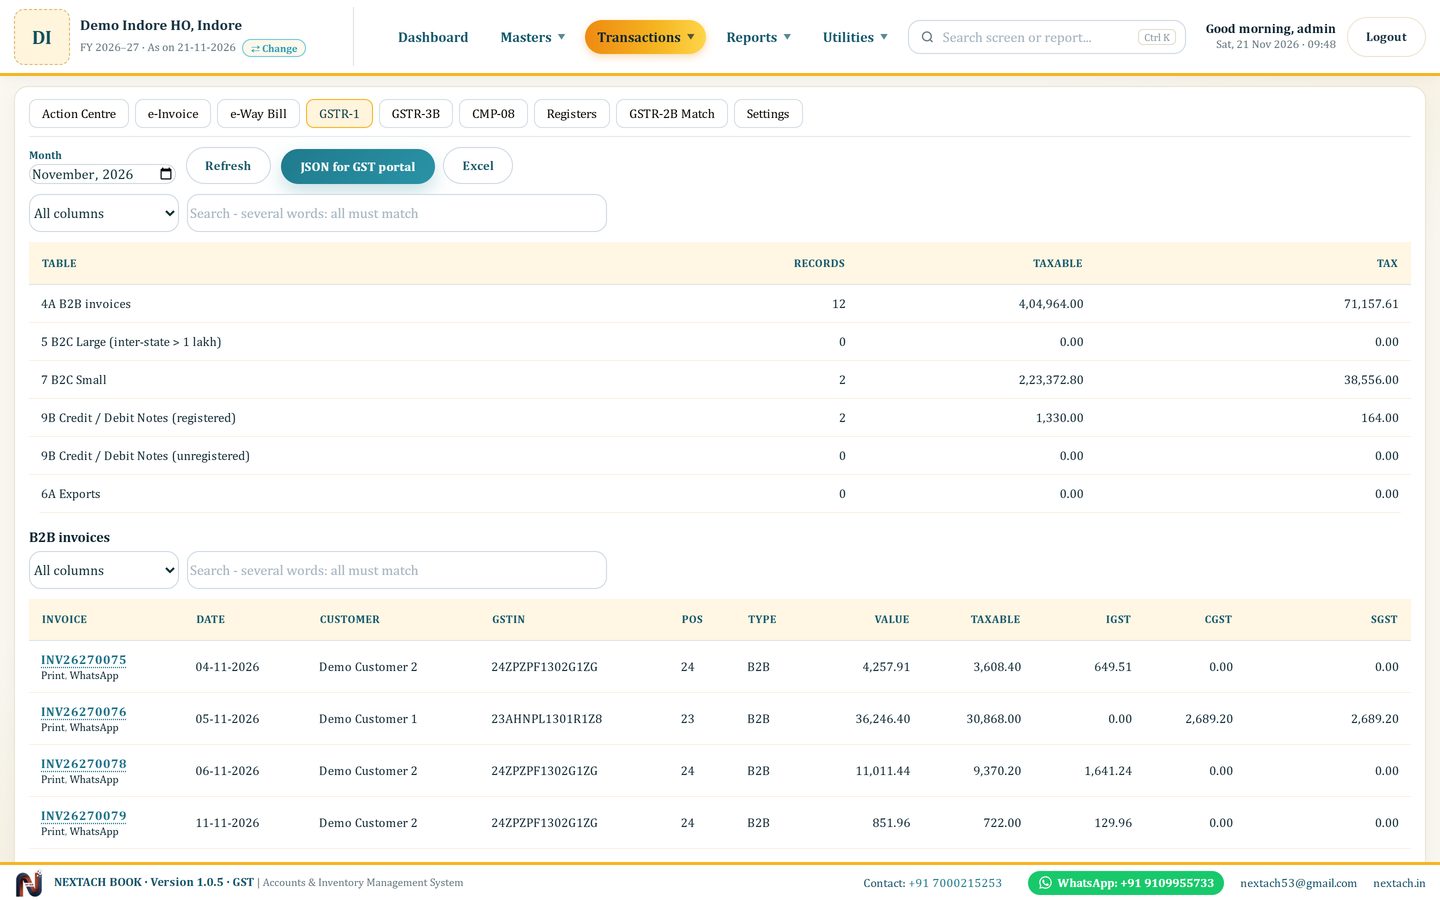 DI
Demo Indore HO, Indore
FY 2026–27 · As on 21-11-2026 ⇄ Change
Dashboard Masters ▼ Transactions ▼ Reports ▼ Utilities ▼
Search screen or report... Ctrl K
Good morning, admin
Sat, 21 Nov 2026 · 09:48
Logout
Action Centre e-Invoice e-Way Bill GSTR-1 GSTR-3B CMP-08 Registers GSTR-2B Match Settings
Month
November, 2026
Refresh JSON for GST portal Excel
All columns Search - several words: all must match
TABLE RECORDS TAXABLE TAX
4A B2B invoices 12 4,04,964.00 71,157.61
5 B2C Large (inter-state > 1 lakh) 0 0.00 0.00
7 B2C Small 2 2,23,372.80 38,556.00
9B Credit / Debit Notes (registered) 2 1,330.00 164.00
9B Credit / Debit Notes (unregistered) 0 0.00 0.00
6A Exports 0 0.00 0.00
B2B invoices
All columns Search - several words: all must match
INVOICE DATE CUSTOMER GSTIN POS TYPE VALUE TAXABLE IGST CGST SGST
INV26270075 04-11-2026 Demo Customer 2 24ZPZPF1302G1ZG 24 B2B 4,257.91 3,608.40 649.51 0.00 0.00
Print. WhatsApp
INV26270076 05-11-2026 Demo Customer 1 23AHNPL1301R1Z8 23 B2B 36,246.40 30,868.00 0.00 2,689.20 2,689.20
Print. WhatsApp
INV26270078 06-11-2026 Demo Customer 2 24ZPZPF1302G1ZG 24 B2B 11,011.44 9,370.20 1,641.24 0.00 0.00
Print. WhatsApp
INV26270079 11-11-2026 Demo Customer 2 24ZPZPF1302G1ZG 24 B2B 851.96 722.00 129.96 0.00 0.00
Print. WhatsApp
NEXTACH BOOK · Version 1.0.5 · GST | Accounts & Inventory Management System
Contact: +91 7000215253 WhatsApp: +91 9109955733 nextach53@gmail.com nextach.in